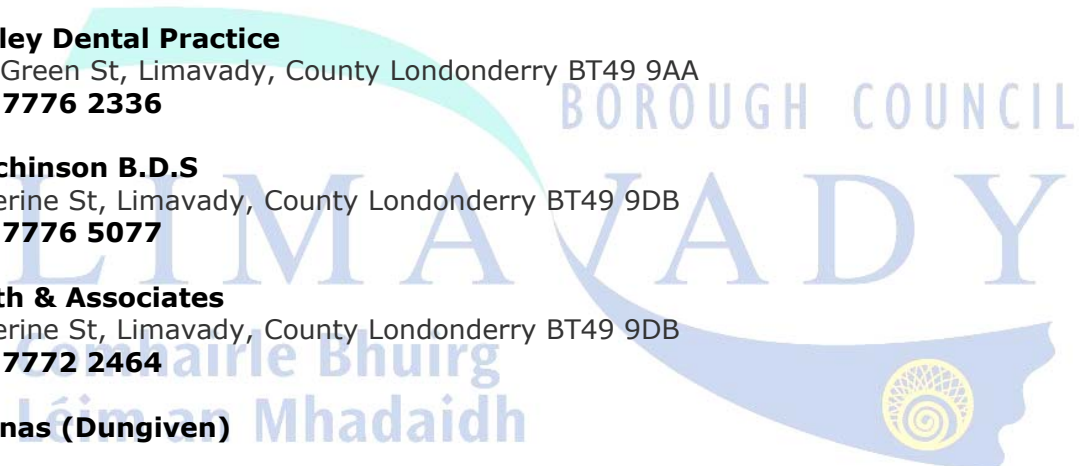 ley Dental Practice
Green St, Limavady, County Londonderry BT49 9AA
7776 2336
BOROUGH COUNCIL
chinson B.D.S
erine St, Limavady, County Londonderry BT49 9DB
7776 5077
LIMAVADY
th & Associates
erine St, Limavady, County Londonderry BT49 9DB
7772 2464
Comhairle Bhuirg
nas (Dungiven)
Léim an Mhadaidh